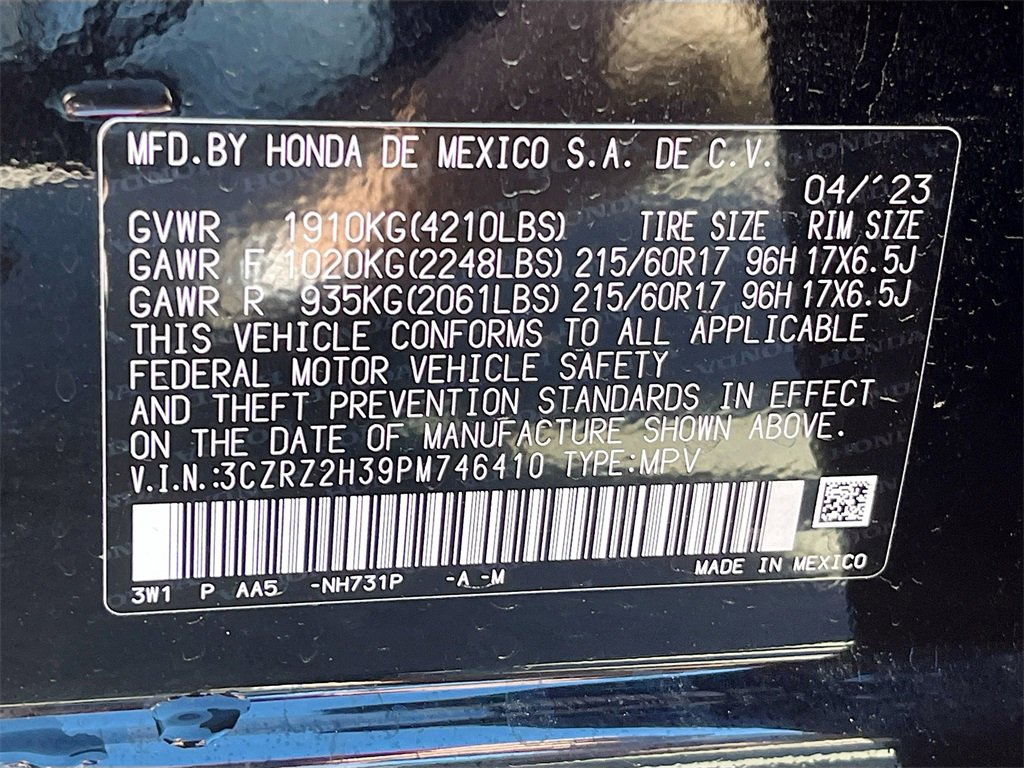 MFD.BY HONDA DE MEXICO S.A. DE C.V.
04/'23
GVWR 1910KG(4210LBS) TIRE SIZE RIM SIZE
GAWR F 1020KG(2248LBS) 215/60R17 96H 17X6.5J
GAWR R 935KG(2061LBS) 215/60R17 96H 17X6.5J
THIS VEHICLE CONFORMS TO ALL APPLICABLE
FEDERAL MOTOR VEHICLE SAFETY
AND THEFT PREVENTION STANDARDS IN EFFECT
ON THE DATE OF MANUFACTURE SHOWN ABOVE.
V.I.N.:3CZRZ2H39PM746410 TYPE:MPV
3W1 P AA5 -NH731P -A -M MADE IN MEXICO